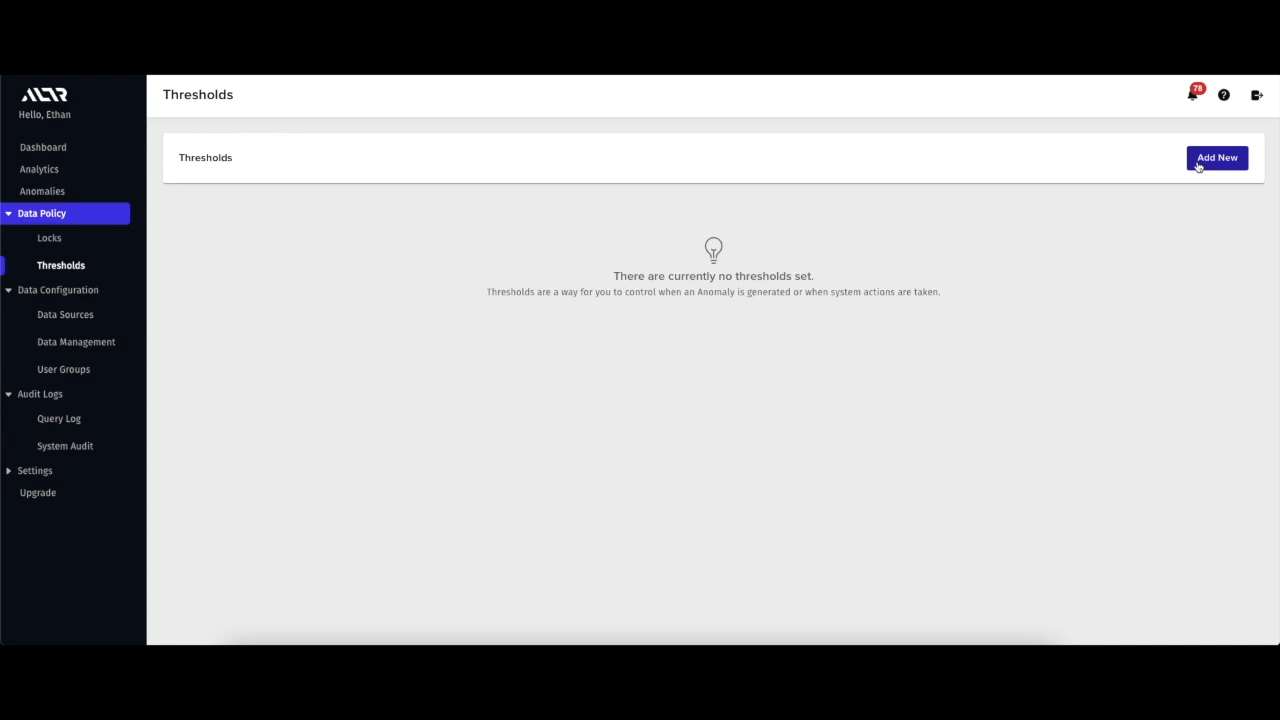 ALTR
Hello, Ethan
Dashboard
Analytics
Anomalies
Data Policy
Locks
Thresholds
Data Configuration
Data Sources
Data Management
User Groups
Audit Logs
Query Log
System Audit
Settings
Upgrade
Thresholds
78
?
Thresholds
Add New
There are currently no thresholds set.
Thresholds are a way for you to control when an Anomaly is generated or when system actions are taken.